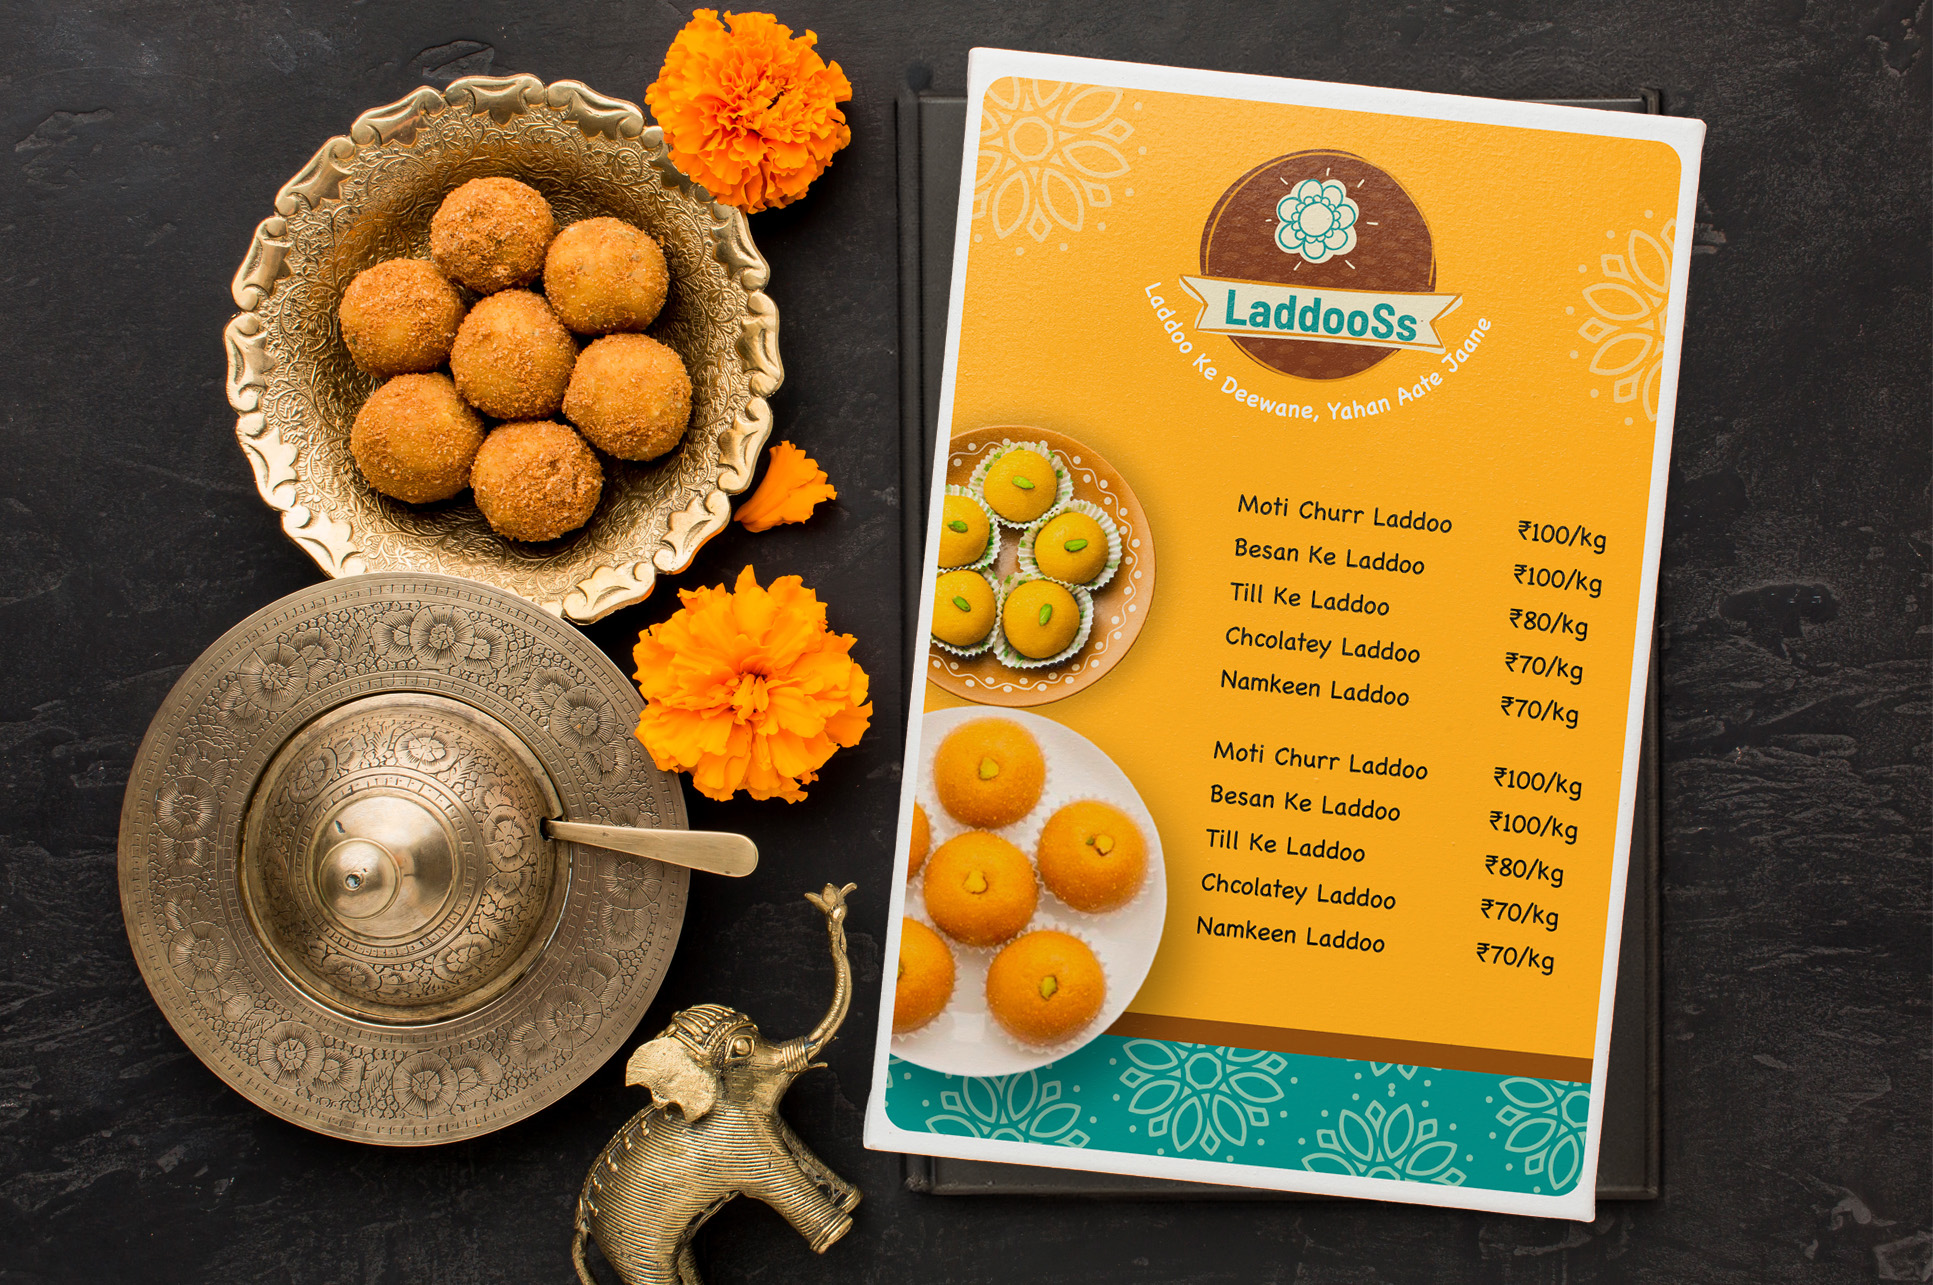 LaddooSs
Laddoo Ke Deewane, Yahan Aate Jaane
Moti Churr Laddoo ₹100/kg
Besan Ke Laddoo ₹100/kg
Till Ke Laddoo ₹80/kg
Chcolatey Laddoo ₹70/kg
Namkeen Laddoo ₹70/kg
Moti Churr Laddoo ₹100/kg
Besan Ke Laddoo ₹100/kg
Till Ke Laddoo ₹80/kg
Chcolatey Laddoo ₹70/kg
Namkeen Laddoo ₹70/kg